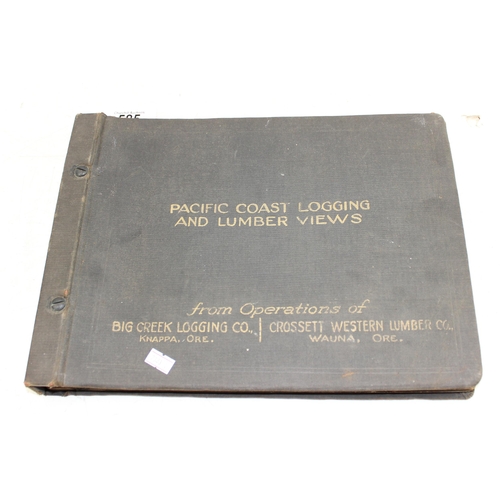 PACIFIC COAST LOGGING
AND LUMBER VIEWS
from Operations of
BIG CREEK LOGGING CO., | CROSSETT WESTERN LUMBER CO.,
KNAPPA, ORE. WAUNA, ORE.